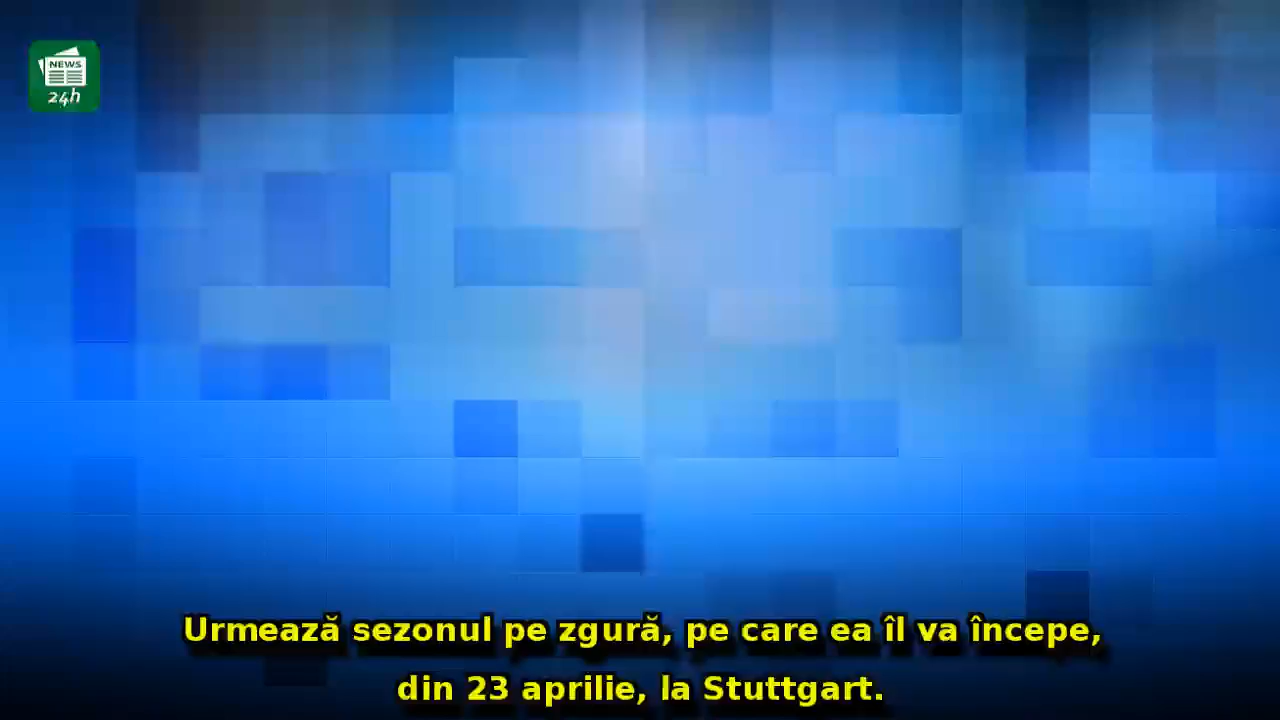 NEWS
24h
Urmează sezonul pe zgură, pe care ea îl va începe,
din 23 aprilie, la Stuttgart.